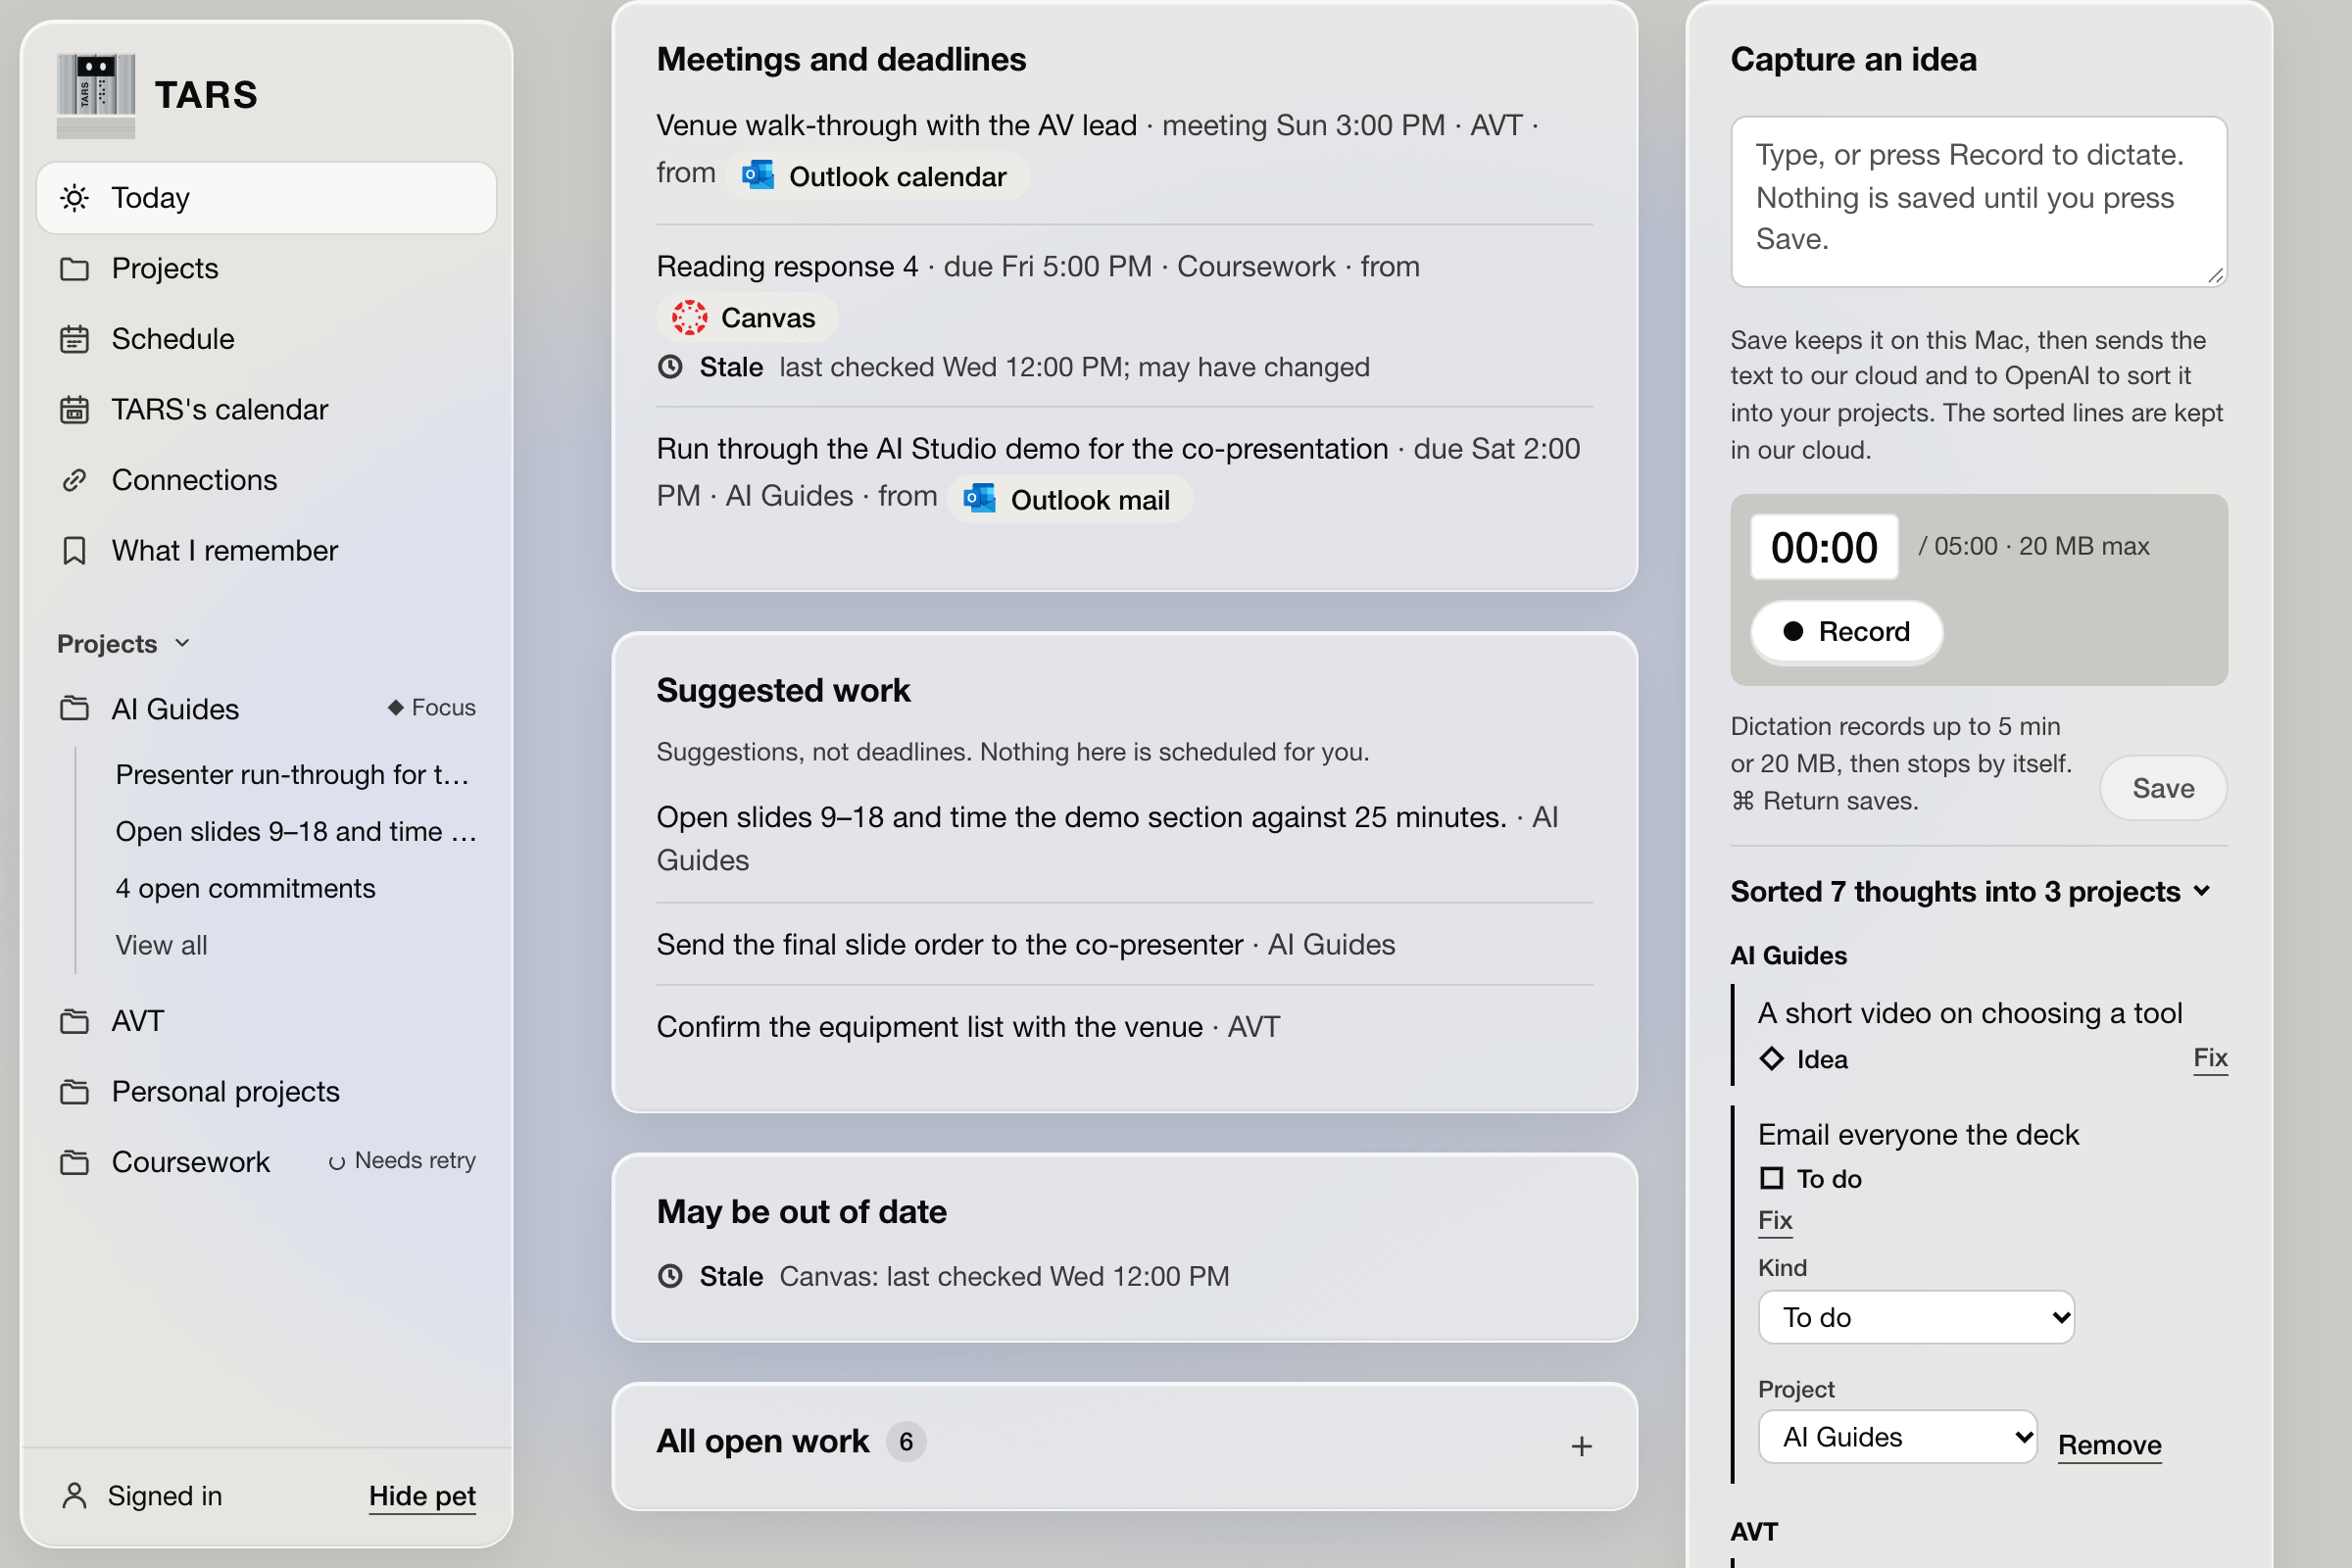 TARS
TARS
Today
Projects
Schedule
TARS's calendar
Connections
What I remember
Projects
AI Guides
Focus
Presenter run-through for t…
Open slides 9–18 and time …
4 open commitments
View all
AVT
Personal projects
Coursework
Needs retry
Signed in
Hide pet
Meetings and deadlines
Venue walk-through with the AV lead · meeting Sun 3:00 PM · AVT ·
from Outlook calendar
Reading response 4 · due Fri 5:00 PM · Coursework · from
Canvas
Stale last checked Wed 12:00 PM; may have changed
Run through the AI Studio demo for the co-presentation · due Sat 2:00
PM · AI Guides · from Outlook mail
Suggested work
Suggestions, not deadlines. Nothing here is scheduled for you.
Open slides 9–18 and time the demo section against 25 minutes. · AI
Guides
Send the final slide order to the co-presenter · AI Guides
Confirm the equipment list with the venue · AVT
May be out of date
Stale Canvas: last checked Wed 12:00 PM
All open work 6
Capture an idea
Type, or press Record to dictate.
Nothing is saved until you press
Save.
Save keeps it on this Mac, then sends the
text to our cloud and to OpenAI to sort it
into your projects. The sorted lines are kept
in our cloud.
00:00 / 05:00 · 20 MB max
Record
Dictation records up to 5 min
or 20 MB, then stops by itself.
⌘ Return saves.
Save
Sorted 7 thoughts into 3 projects
AI Guides
A short video on choosing a tool
Idea
Fix
Email everyone the deck
To do
Fix
Kind
To do
Project
AI Guides
Remove
AVT